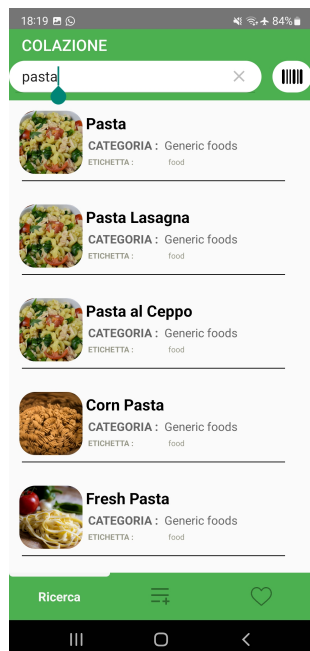 18:19 84%
COLAZIONE
pasta
Pasta
CATEGORIA : Generic foods
ETICHETTA : food
Pasta Lasagna
CATEGORIA : Generic foods
ETICHETTA : food
Pasta al Ceppo
CATEGORIA : Generic foods
ETICHETTA : food
Corn Pasta
CATEGORIA : Generic foods
ETICHETTA : food
Fresh Pasta
CATEGORIA : Generic foods
ETICHETTA : food
Ricerca